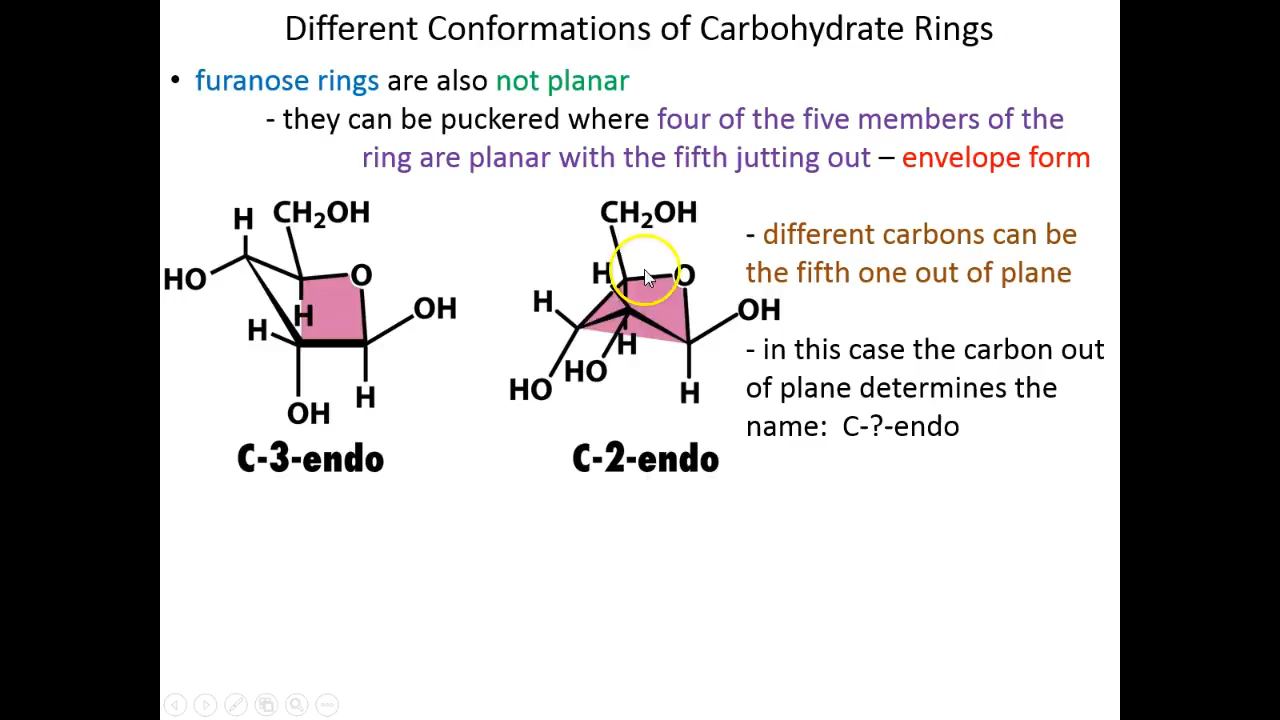 Different Conformations of Carbohydrate Rings
• furanose rings are also not planar
- they can be puckered where four of the five members of the
ring are planar with the fifth jutting out – envelope form
H CH₂OH
HO
O
OH
H
H
H
OH
C-3-endo
CH₂OH
H
O
H
OH
H
HO
HO
H
C-2-endo
- different carbons can be
the fifth one out of plane
- in this case the carbon out
of plane determines the
name: C-?-endo